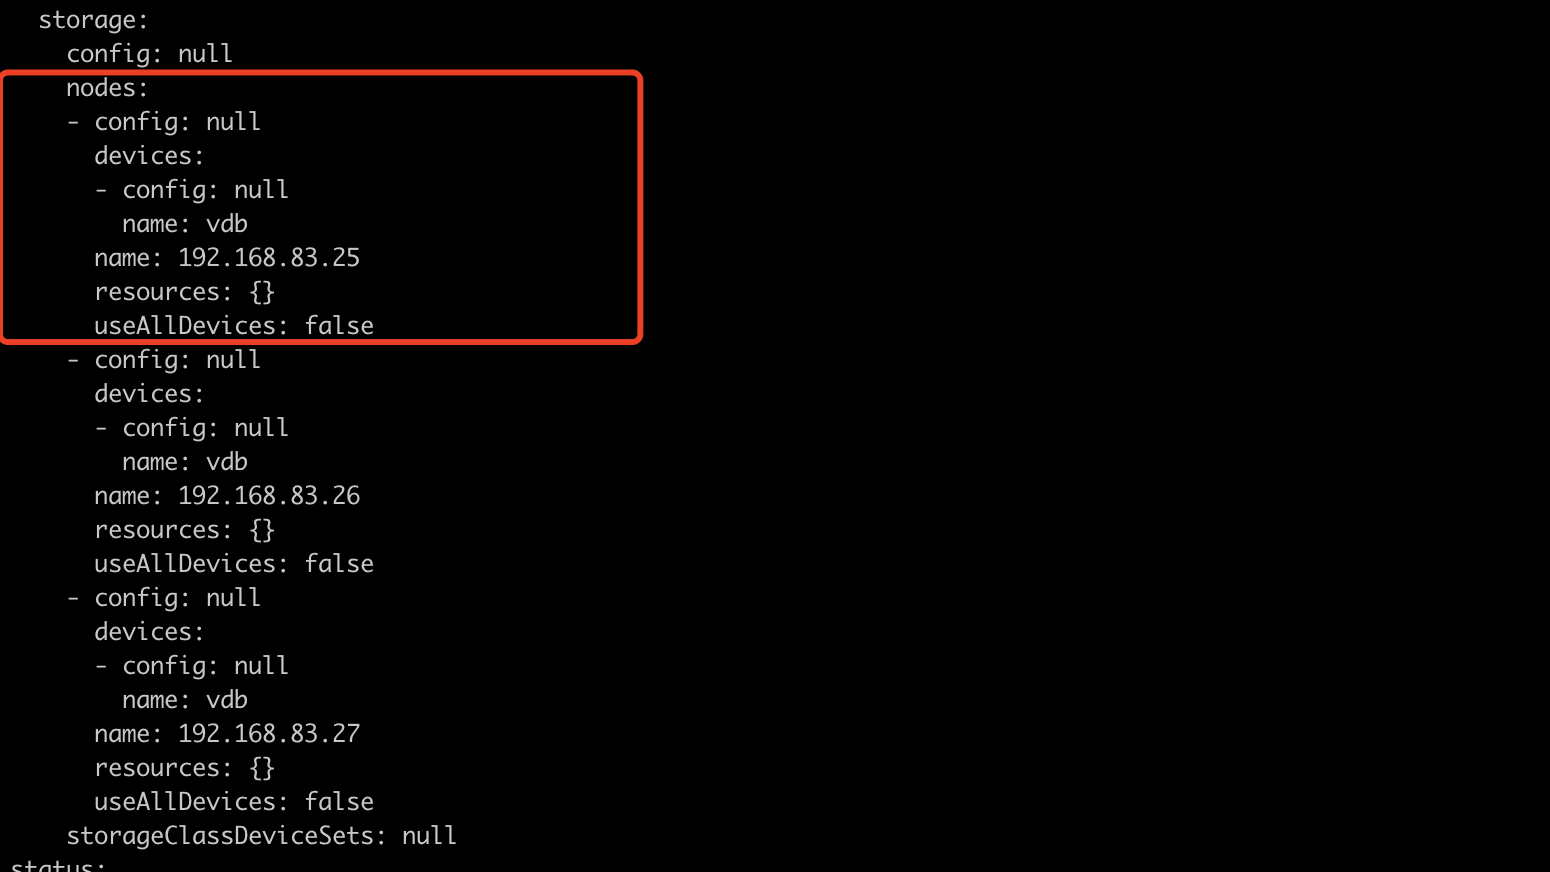 storage:
config: null
nodes:
- config: null
devices:
- config: null
name: vdb
name: 192.168.83.25
resources: {}
useAllDevices: false
- config: null
devices:
- config: null
name: vdb
name: 192.168.83.26
resources: {}
useAllDevices: false
- config: null
devices:
- config: null
name: vdb
name: 192.168.83.27
resources: {}
useAllDevices: false
storageClassDeviceSets: null
status: